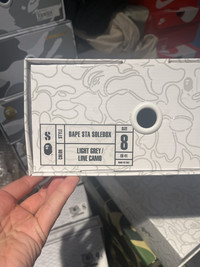 S
STYLE
BAPE STA SOLEBOX
SIZE
8
COLOR
LIGHT GREY /
LINE CAMO